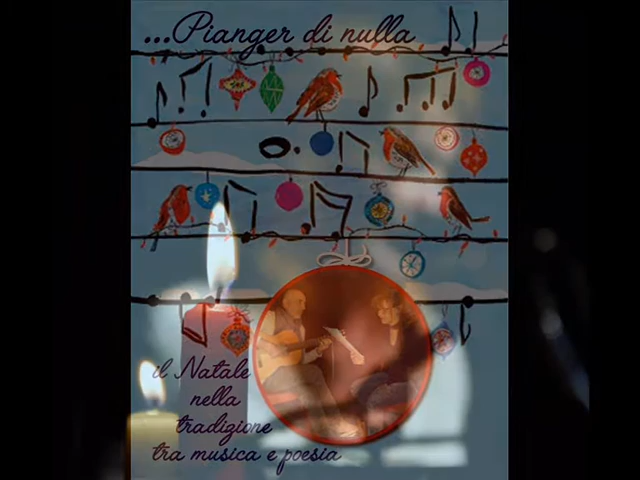 ...Pianger di nulla
il Natale
nella
tradizione
tra musica e poesia